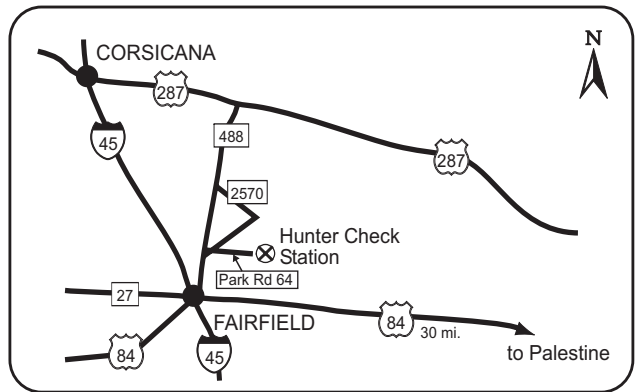 CORSICANA
N
287
45
488
287
2570
Hunter Check
Station
Park Rd 64
27
FAIRFIELD
84
30 mi.
84
45
to Palestine